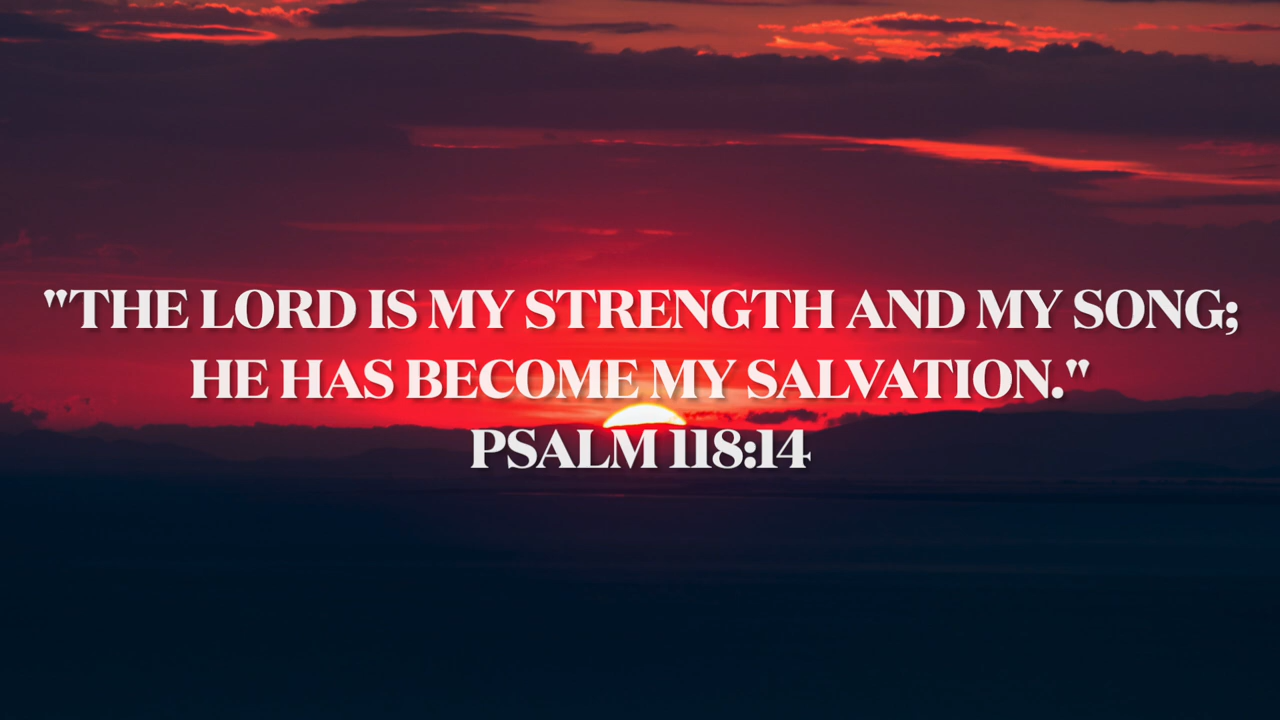 "THE LORD IS MY STRENGTH AND MY SONG;
HE HAS BECOME MY SALVATION."
PSALM 118:14